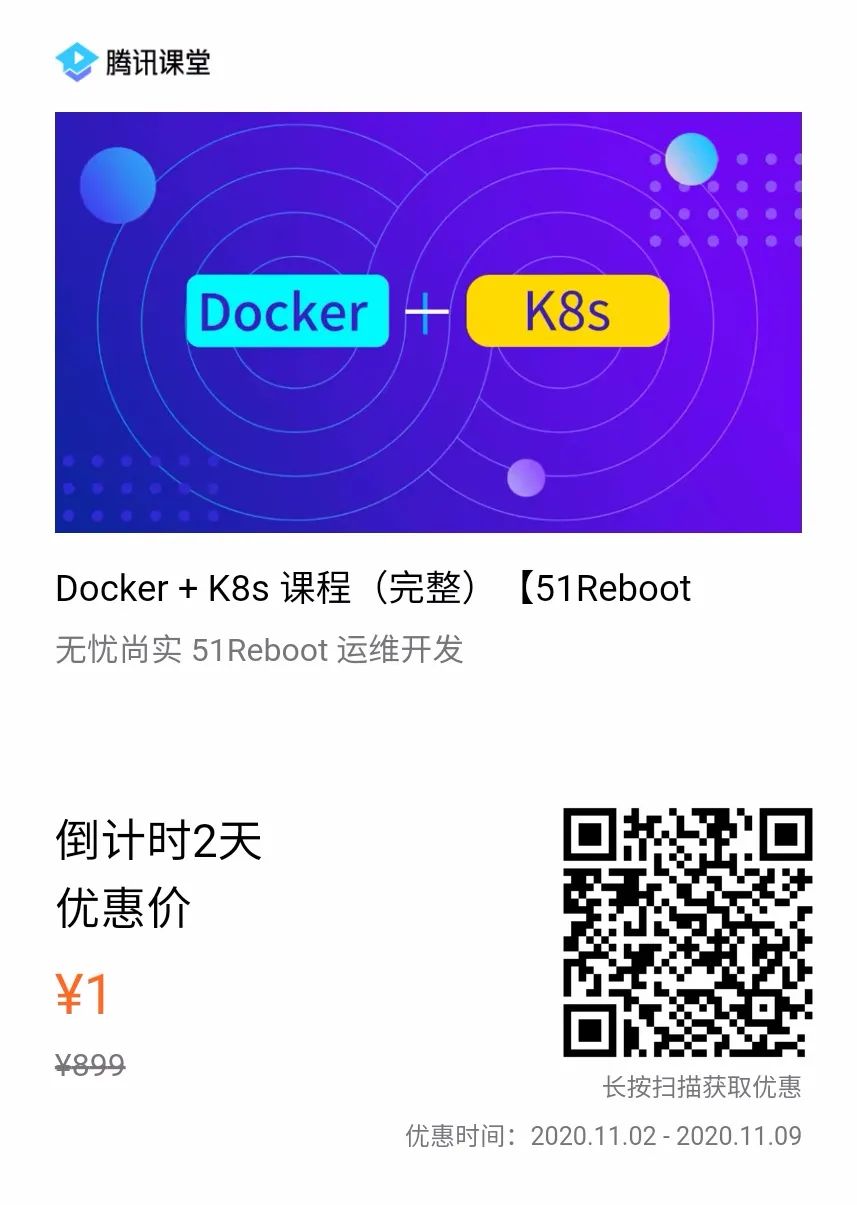 腾讯课堂
Docker + K8s
Docker + K8s 课程（完整）【51Reboot
无忧尚实 51Reboot 运维开发
倒计时2天
优惠价
¥1
¥899
长按扫描获取优惠
优惠时间：2020.11.02 - 2020.11.09